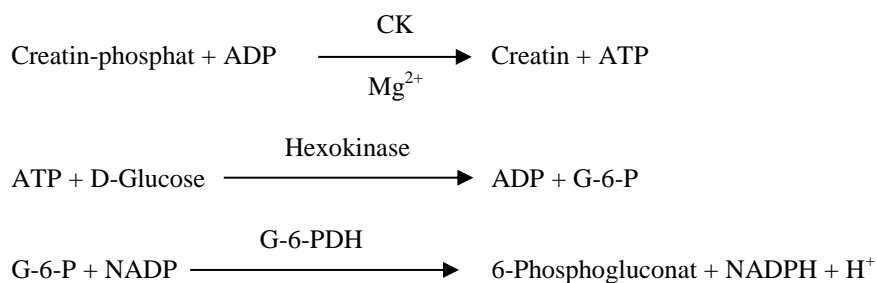 CK
Creatin-phosphat + ADP Creatin + ATP
Mg²⁺
Hexokinase
ATP + D-Glucose ADP + G-6-P
G-6-PDH
G-6-P + NADP 6-Phosphogluconat + NADPH + H⁺